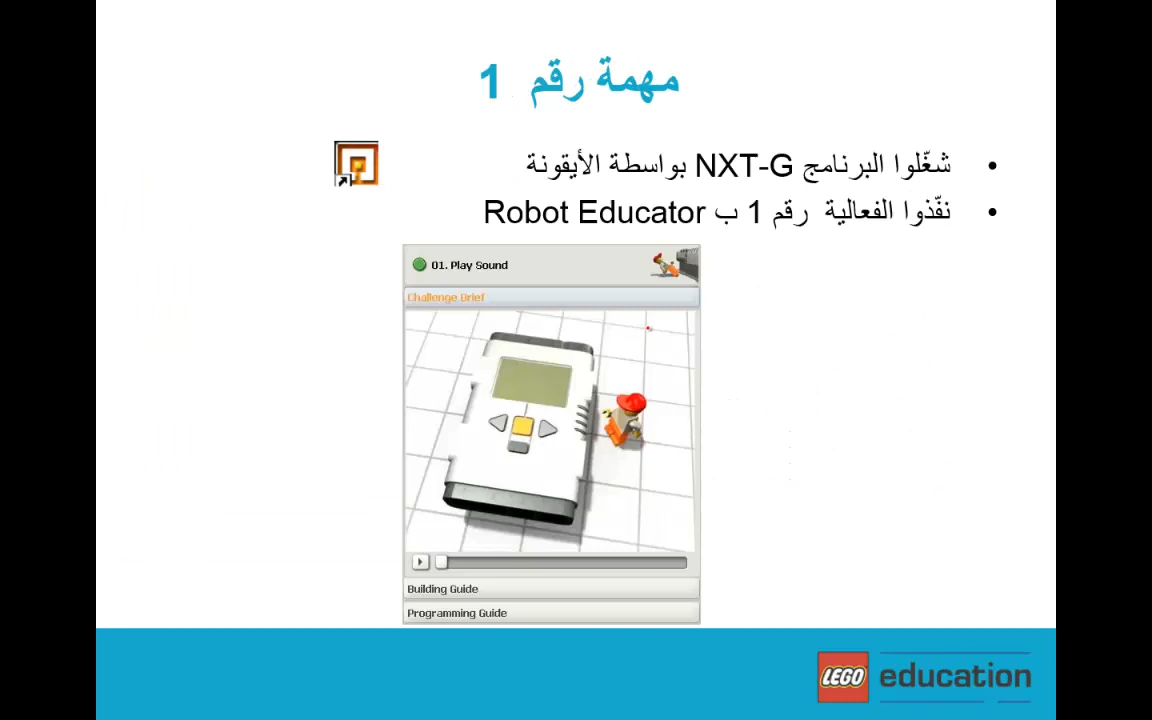 مهمة رقم 1
• شغّلوا البرنامج NXT-G بواسطة الأيقونة
• نفّذوا الفعالية رقم 1 ب Robot Educator
01. Play Sound
Challenge Brief
Building Guide
Programming Guide
LEGO education